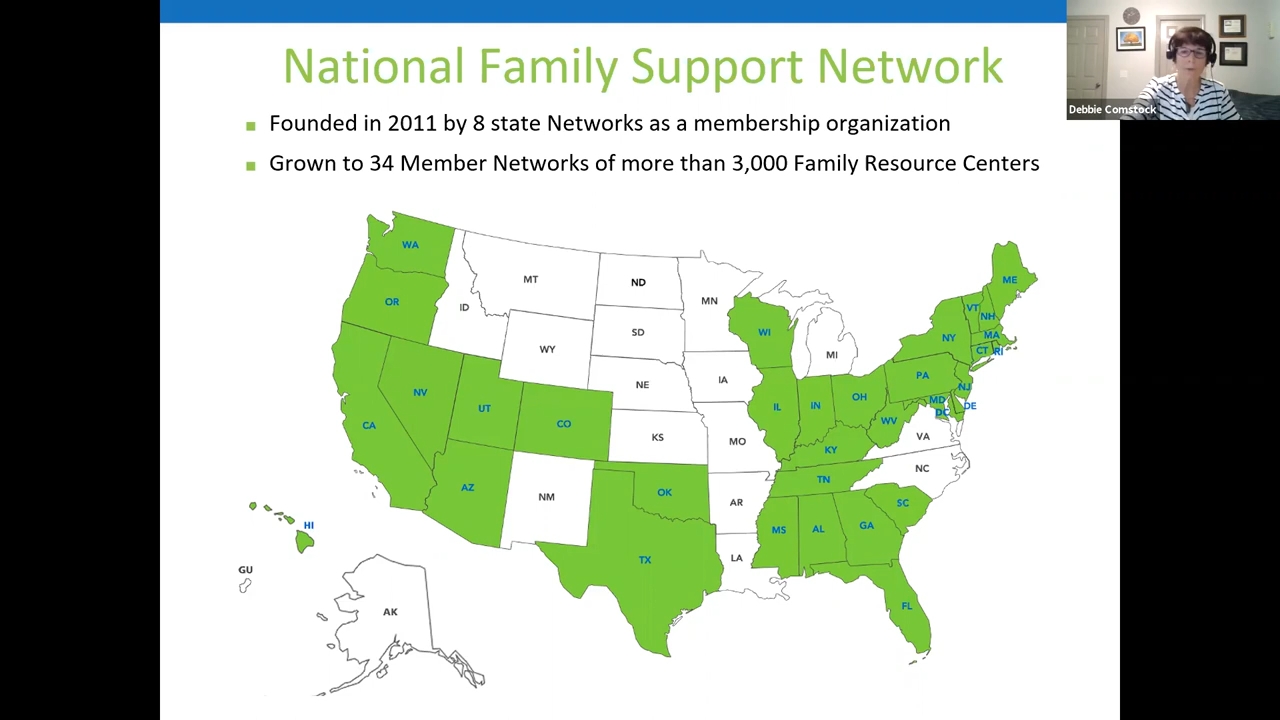 National Family Support Network
Founded in 2011 by 8 state Networks as a membership organization
Grown to 34 Member Networks of more than 3,000 Family Resource Centers
Debbie Comstock
WA
MT
ND
ME
OR
ID
MN
VT
NH
SD
WI
NY
MA
WY
MI
CT
RI
NV
NE
IA
PA
NJ
UT
IL
IN
OH
MD
DE
DC
CA
CO
KS
MO
WV
VA
KY
NC
AZ
NM
OK
AR
TN
SC
HI
MS
AL
GA
TX
LA
GU
AK
FL